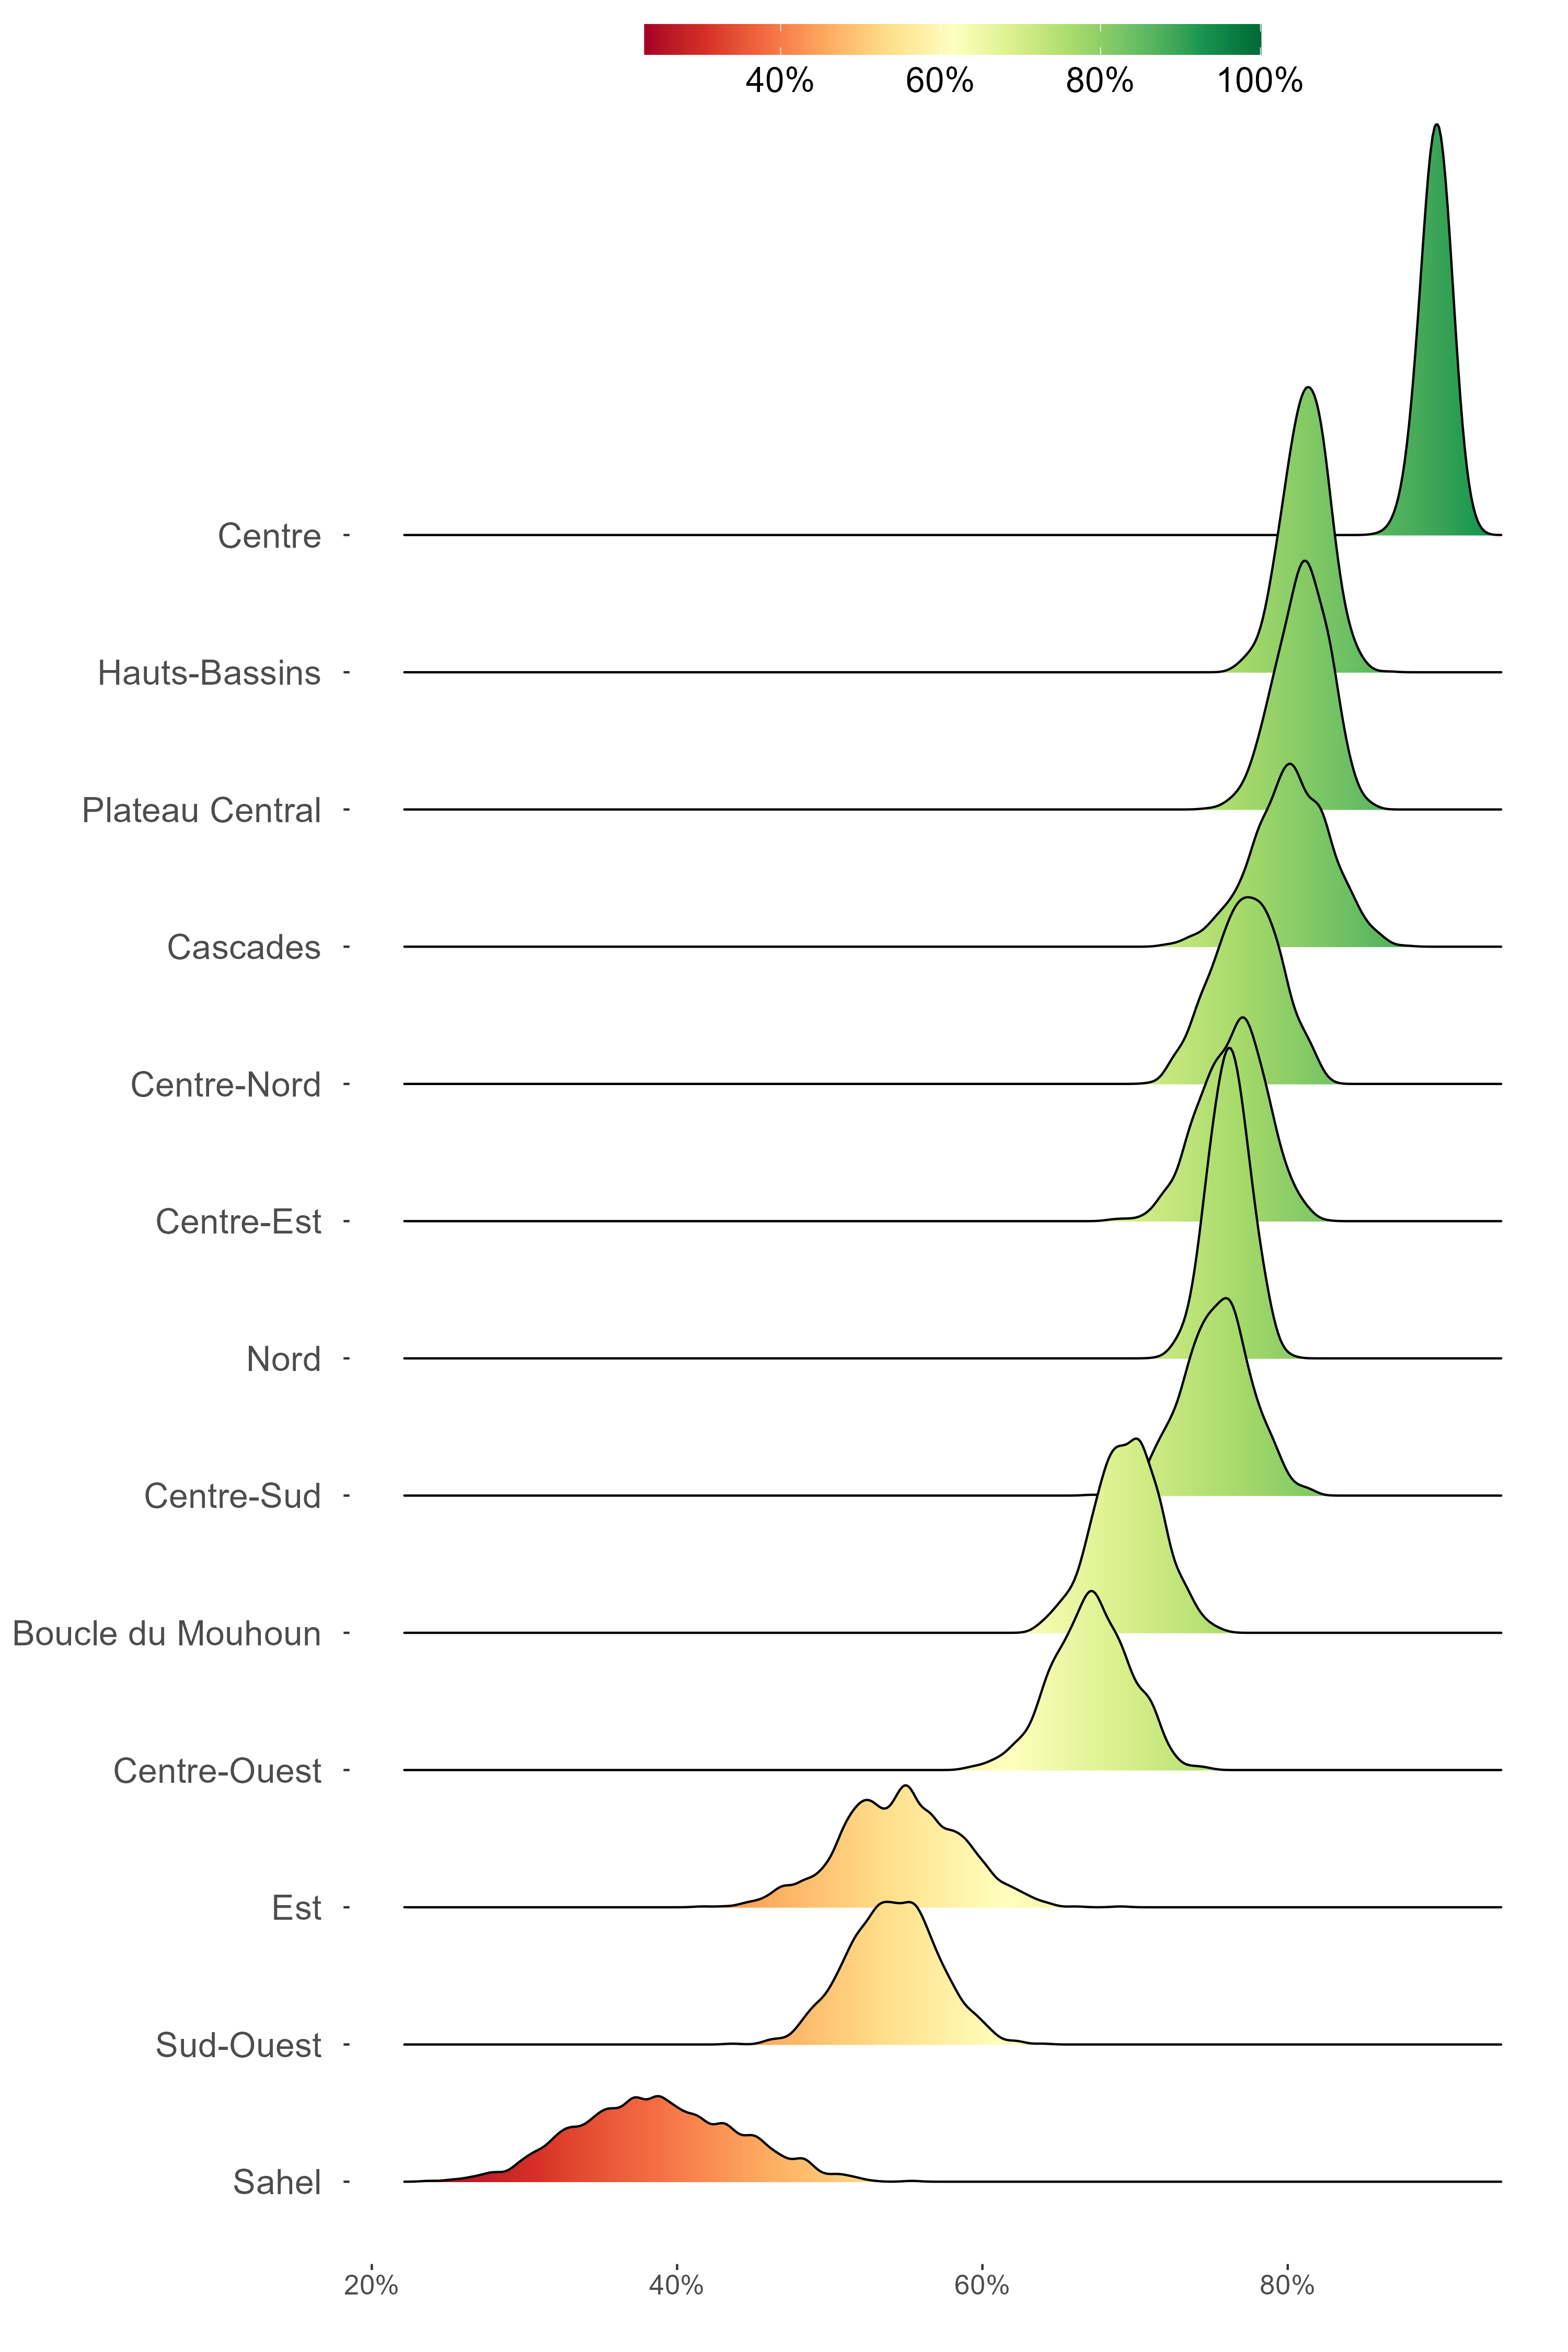 40% 60% 80% 100%
Centre
Hauts-Bassins
Plateau Central
Cascades
Centre-Nord
Centre-Est
Nord
Centre-Sud
Boucle du Mouhoun
Centre-Ouest
Est
Sud-Ouest
Sahel
20% 40% 60% 80%